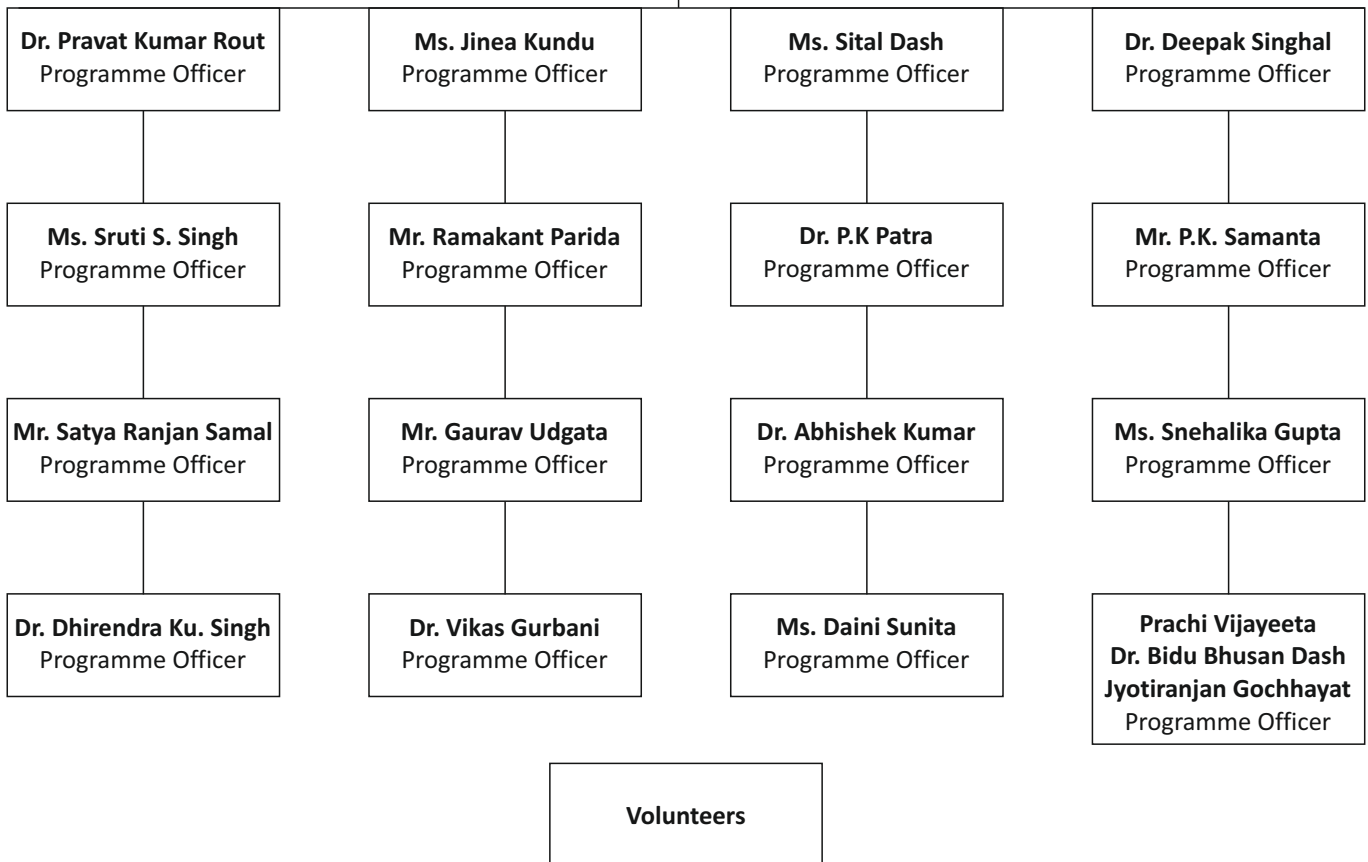 Dr. Pravat Kumar Rout
Programme Officer
Ms. Jinea Kundu
Programme Officer
Ms. Sital Dash
Programme Officer
Dr. Deepak Singhal
Programme Officer
Ms. Sruti S. Singh
Programme Officer
Mr. Ramakant Parida
Programme Officer
Dr. P.K Patra
Programme Officer
Mr. P.K. Samanta
Programme Officer
Mr. Satya Ranjan Samal
Programme Officer
Mr. Gaurav Udgata
Programme Officer
Dr. Abhishek Kumar
Programme Officer
Ms. Snehalika Gupta
Programme Officer
Dr. Dhirendra Ku. Singh
Programme Officer
Dr. Vikas Gurbani
Programme Officer
Ms. Daini Sunita
Programme Officer
Prachi Vijayeeta
Dr. Bidu Bhusan Dash
Jyotiranjan Gochhayat
Programme Officer
Volunteers